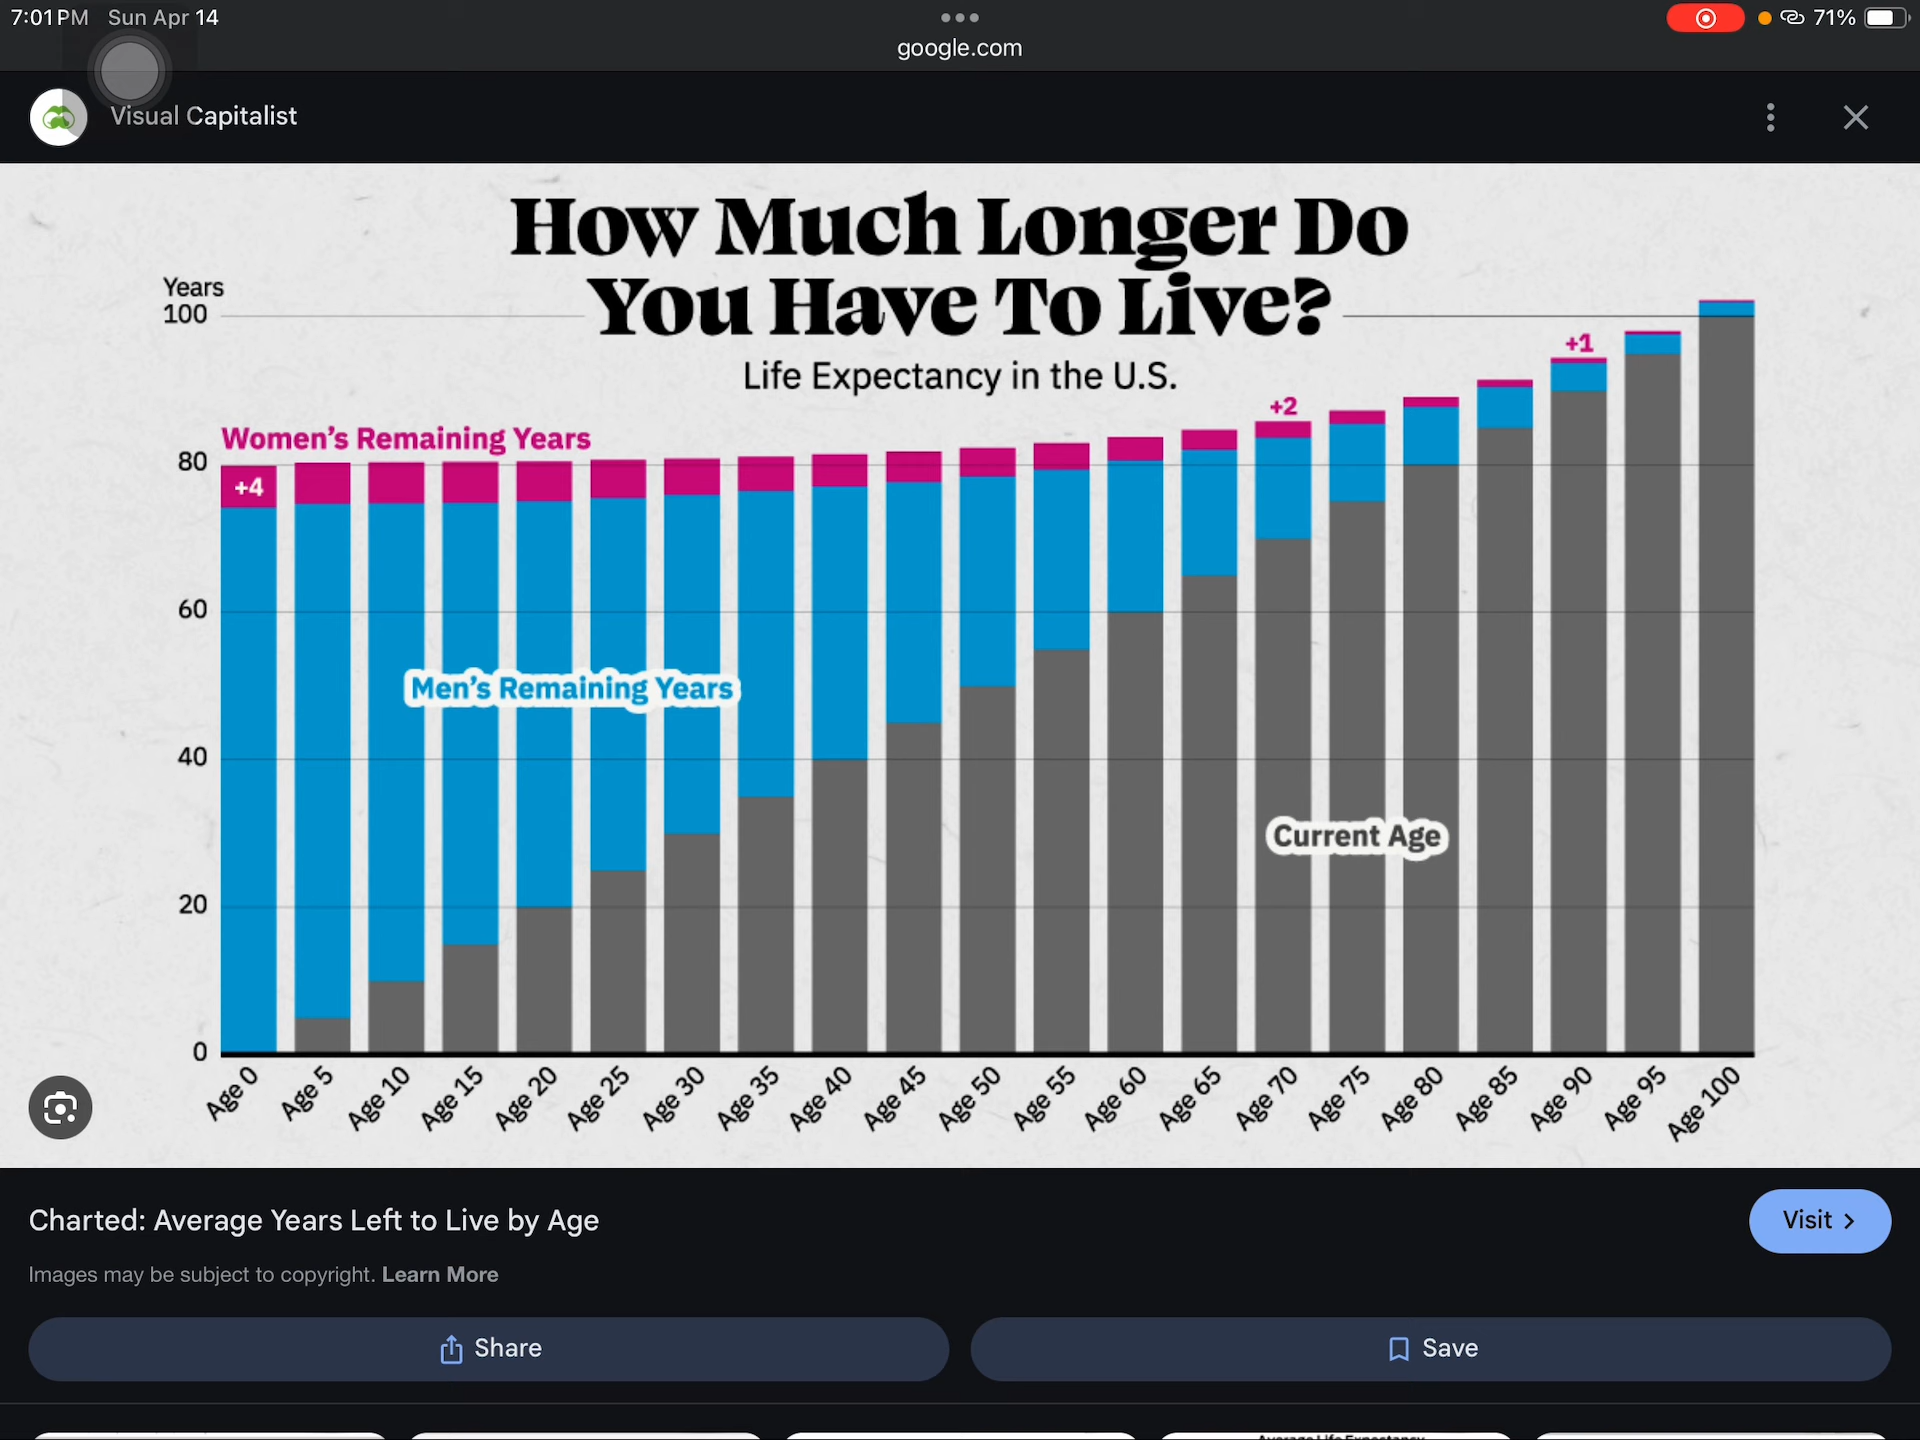 7:01 PM Sun Apr 14
71%
google.com
Visual Capitalist
How Much Longer Do
You Have To Live?
Life Expectancy in the U.S.
Years
100
80
60
40
20
0
Women's Remaining Years
+4
+2
+1
Men's Remaining Years
Current Age
Age 0
Age 5
Age 10
Age 15
Age 20
Age 25
Age 30
Age 35
Age 40
Age 45
Age 50
Age 55
Age 60
Age 65
Age 70
Age 75
Age 80
Age 85
Age 90
Age 95
Age 100
Charted: Average Years Left to Live by Age
Visit
Images may be subject to copyright. Learn More
Share
Save
Average Life Expectancy